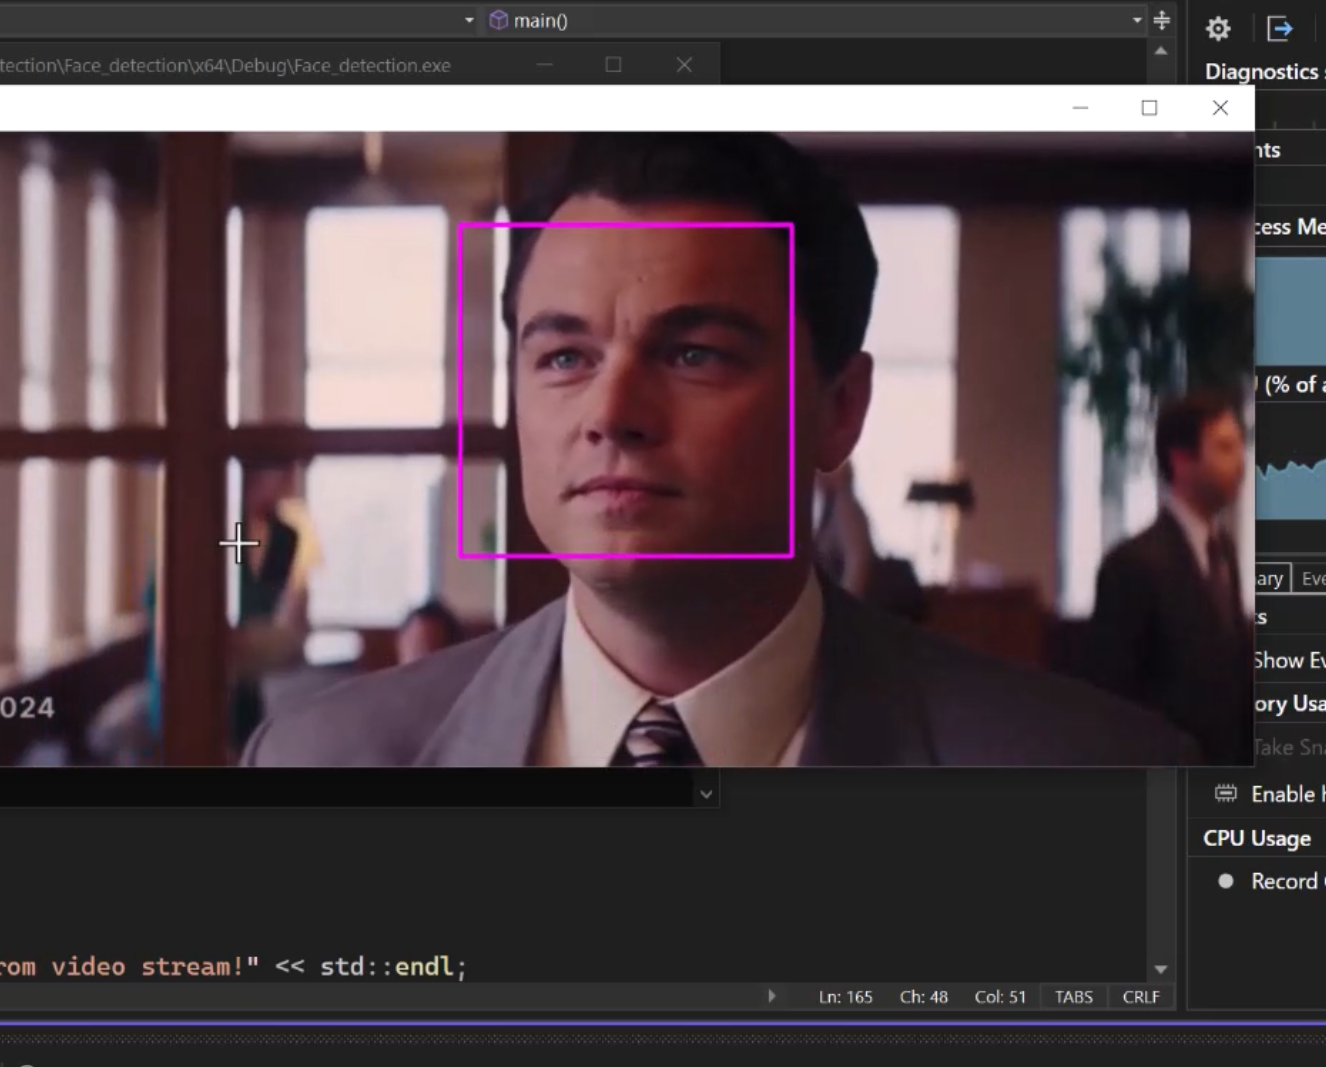 main()
tection\Face_detection\x64\Debug\Face_detection.exe
Diagnostics
nts
cess Me
(% of a
ary Eve
ts
Show Ev
ory Usa
Take Sna
Enable
CPU Usage
Record
024
rom video stream!" << std::endl;
Ln: 165 Ch: 48 Col: 51 TABS CRLF